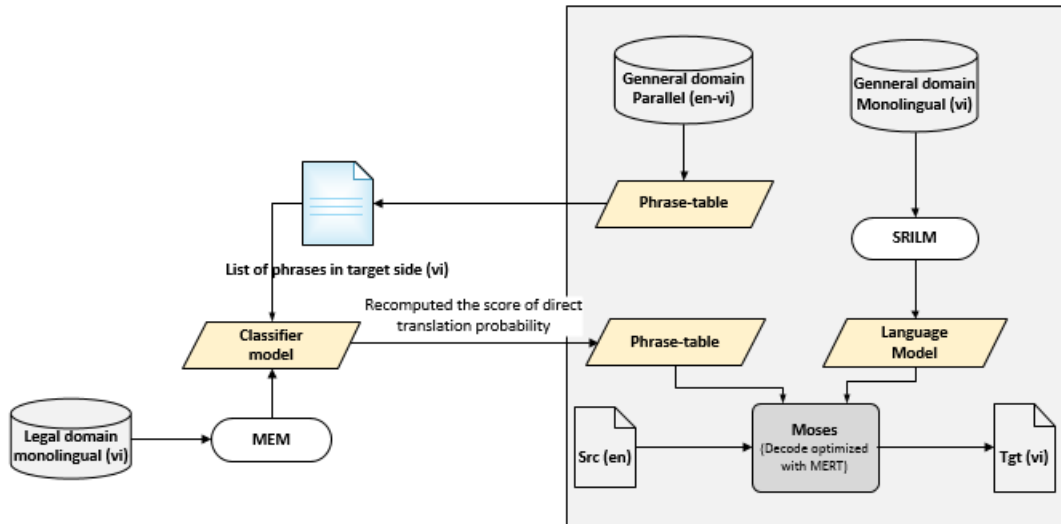 Genneral domain
Parallel (en-vi)
Genneral domain
Monolingual (vi)
Phrase-table
SRILM
List of phrases in target side (vi)
Recomputed the score of direct
translation probability
Classifier
model
Phrase-table
Language
Model
Legal domain
monolingual (vi)
MEM
Src (en)
Moses
(Decode optimized
with MERT)
Tgt (vi)